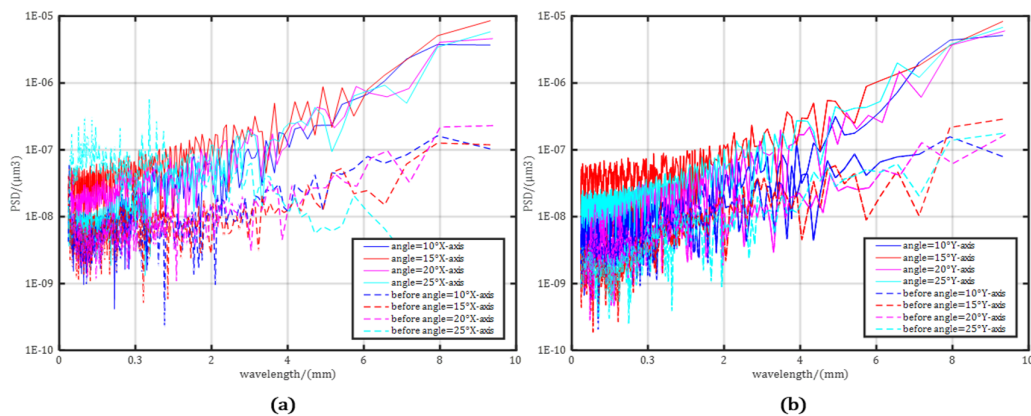 1E-05
1E-06
1E-07
1E-08
1E-09
1E-10
PSD/(μm3)
0 0.3 2 4 6 8 10
wavelength/(mm)
angle=10°X-axis
angle=15°X-axis
angle=20°X-axis
angle=25°X-axis
before angle=10°X-axis
before angle=15°X-axis
before angle=20°X-axis
before angle=25°X-axis
(a)
1E-05
1E-06
1E-07
1E-08
1E-09
1E-10
PSD/(μm3)
0 0.3 2 4 6 8 10
wavelength/(mm)
angle=10°Y-axis
angle=15°Y-axis
angle=20°Y-axis
angle=25°Y-axis
before angle=10°Y-axis
before angle=15°Y-axis
before angle=20°Y-axis
before angle=25°Y-axis
(b)